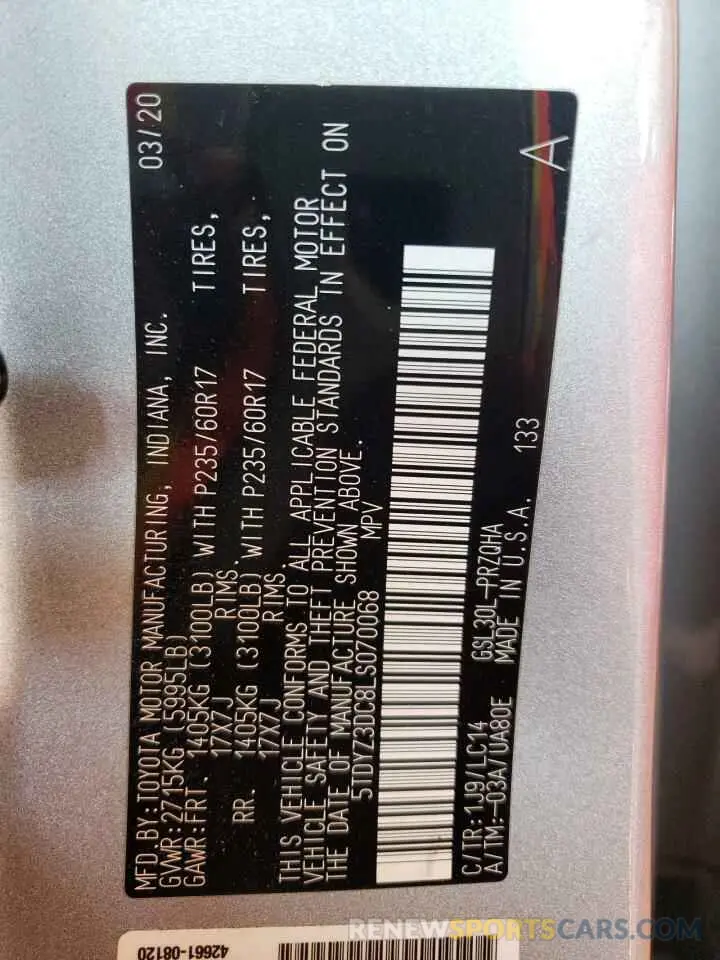 MFD.BY:TOYOTA MOTOR MANUFACTURING, INDIANA, INC. 03/20
GVWR:2715KG (5995LB)
GAWR:FRT. 1405KG (3100LB) WITH P235/60R17 TIRES,
17X7J RIMS.
RR. 1405KG (3100LB) WITH P235/60R17 TIRES,
17X7J RIMS
THIS VEHICLE CONFORMS TO ALL APPLICABLE FEDERAL MOTOR
VEHICLE SAFETY AND THEFT PREVENTION STANDARDS IN EFFECT ON
THE DATE OF MANUFACTURE SHOWN ABOVE.
5TDYZ3DC8LS070068 MPV
C/TR:1J9/LC14 GSL30L-PRZQHA
A/TM:-03A/UA80E MADE IN U.S.A. 133
A
42661-08120
RENEWSPORTSCARS.COM